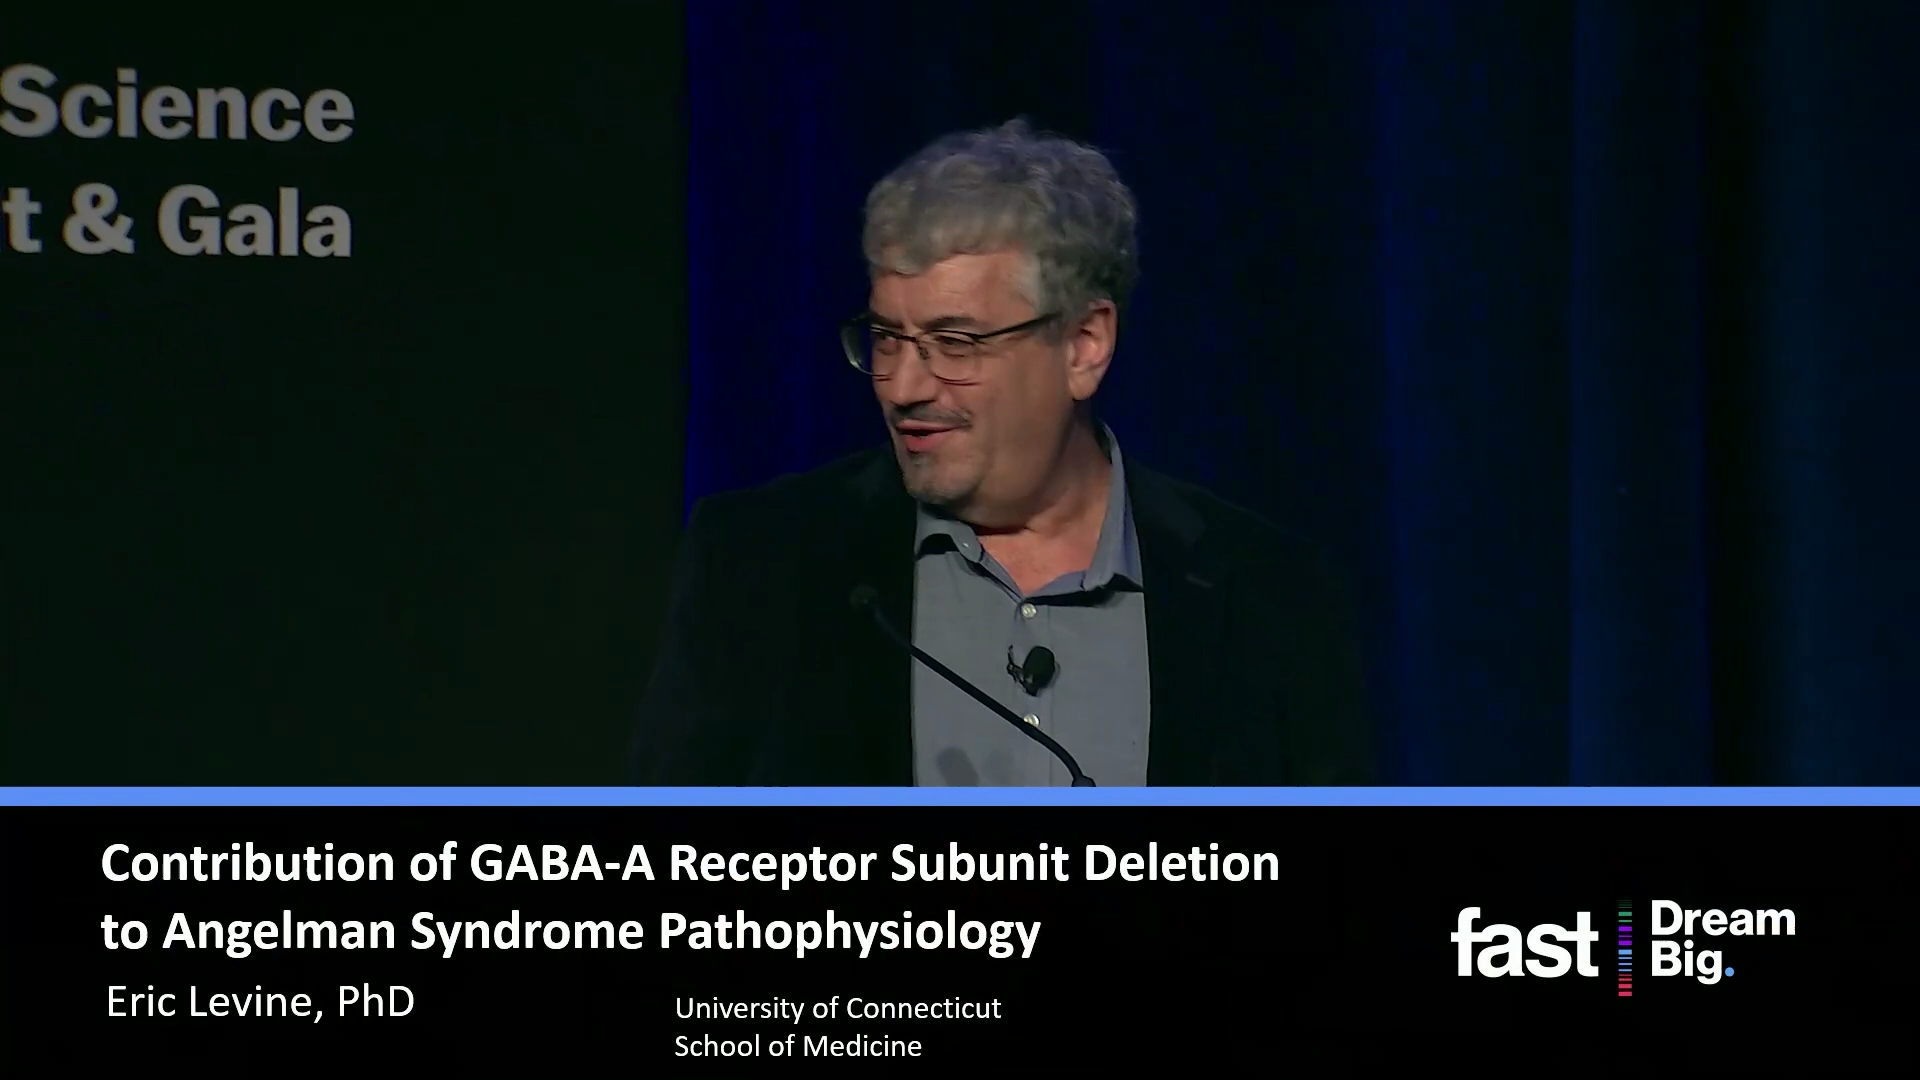 Science
t & Gala
Contribution of GABA-A Receptor Subunit Deletion
to Angelman Syndrome Pathophysiology
Eric Levine, PhD
University of Connecticut
School of Medicine
fast
Dream
Big.